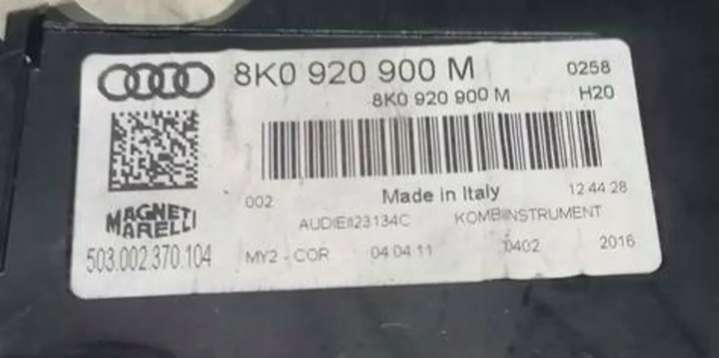 8K0 920 900 M 0258
8K0 920 900 M H20
002 Made in Italy 12 44 28
MAGNETI
MARELLI
AUDIE#23134C KOMBIINSTRUMENT
503.002.370.104 MY2 - COR 04 04 11 0402 2016